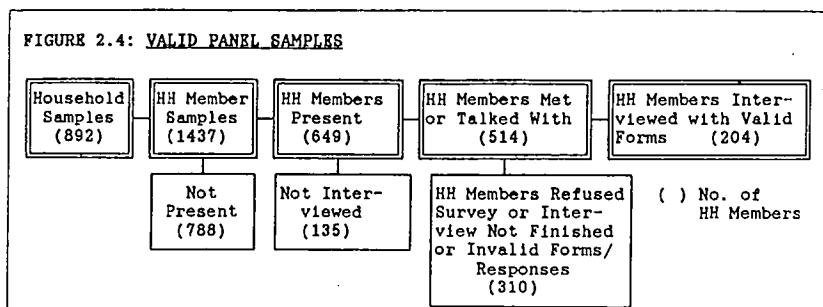 FIGURE 2.4: VALID PANEL SAMPLES
Household
Samples
(892)
HH Member
Samples
(1437)
HH Members
Present
(649)
HH Members Met
or Talked With
(514)
HH Members Inter-
viewed with Valid
Forms (204)
Not
Present
(788)
Not Inter-
viewed
(135)
HH Members Refused
Survey or Inter-
view Not Finished
or Invalid Forms/
Responses
(310)
( ) No. of
HH Members